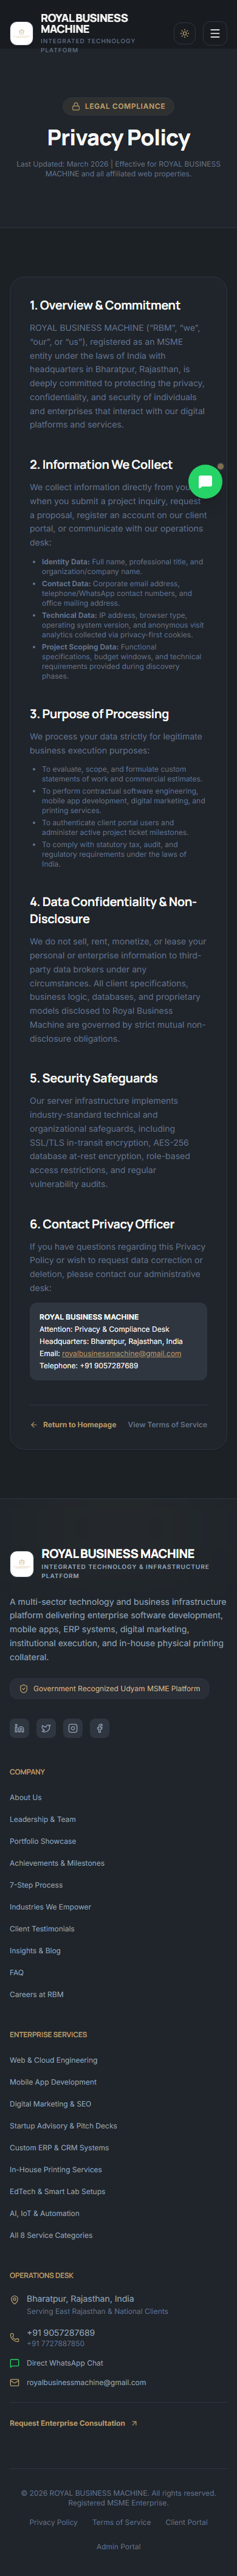 ROYAL BUSINESS
MACHINE
INTEGRATED TECHNOLOGY
PLATFORM
LEGAL COMPLIANCE
Privacy Policy
Last Updated: March 2026 | Effective for ROYAL BUSINESS
MACHINE and all affiliated web properties.
1. Overview & Commitment
ROYAL BUSINESS MACHINE (“RBM”, “we”,
“our”, or “us”), registered as an MSME
entity under the laws of India with
headquarters in Bharatpur, Rajasthan, is
deeply committed to protecting the privacy,
confidentiality, and security of individuals
and enterprises that interact with our digital
platforms and services.
2. Information We Collect
We collect information directly from you
when you submit a project inquiry, request
a proposal, register an account on our client
portal, or communicate with our operations
desk:
• Identity Data: Full name, professional title, and
organization/company name.
• Contact Data: Corporate email address,
telephone/WhatsApp contact numbers, and
office mailing address.
• Technical Data: IP address, browser type,
operating system version, and anonymous visit
analytics collected via privacy-first cookies.
• Project Scoping Data: Functional
specifications, budget windows, and technical
requirements provided during discovery
phases.
3. Purpose of Processing
We process your data strictly for legitimate
business execution purposes:
• To evaluate, scope, and formulate custom
statements of work and commercial estimates.
• To perform contractual software engineering,
mobile app development, digital marketing, and
printing services.
• To authenticate client portal users and
administer active project ticket milestones.
• To comply with statutory tax, audit, and
regulatory requirements under the laws of
India.
4. Data Confidentiality & Non-
Disclosure
We do not sell, rent, monetize, or lease your
personal or enterprise information to third-
party data brokers under any
circumstances. All client specifications,
business logic, databases, and proprietary
models disclosed to Royal Business
Machine are governed by strict mutual non-
disclosure obligations.
5. Security Safeguards
Our server infrastructure implements
industry-standard technical and
organizational safeguards, including
SSL/TLS in-transit encryption, AES-256
database at-rest encryption, role-based
access restrictions, and regular
vulnerability audits.
6. Contact Privacy Officer
If you have questions regarding this Privacy
Policy or wish to request data correction or
deletion, please contact our administrative
desk:
ROYAL BUSINESS MACHINE
Attention: Privacy & Compliance Desk
Headquarters: Bharatpur, Rajasthan, India
Email: royalbusinessmachine@gmail.com
Telephone: +91 9057287689
← Return to Homepage View Terms of Service
ROYAL BUSINESS MACHINE
INTEGRATED TECHNOLOGY & INFRASTRUCTURE
PLATFORM
A multi-sector technology and business infrastructure
platform delivering enterprise software development,
mobile apps, ERP systems, digital marketing,
institutional execution, and in-house physical printing
collateral.
Government Recognized Udyam MSME Platform
COMPANY
About Us
Leadership & Team
Portfolio Showcase
Achievements & Milestones
7-Step Process
Industries We Empower
Client Testimonials
Insights & Blog
FAQ
Careers at RBM
ENTERPRISE SERVICES
Web & Cloud Engineering
Mobile App Development
Digital Marketing & SEO
Startup Advisory & Pitch Decks
Custom ERP & CRM Systems
In-House Printing Services
EdTech & Smart Lab Setups
AI, IoT & Automation
All 8 Service Categories
OPERATIONS DESK
Bharatpur, Rajasthan, India
Serving East Rajasthan & National Clients
+91 9057287689
+91 7727887850
Direct WhatsApp Chat
royalbusinessmachine@gmail.com
Request Enterprise Consultation
© 2026 ROYAL BUSINESS MACHINE. All rights reserved.
Registered MSME Enterprise.
Privacy Policy Terms of Service Client Portal
Admin Portal